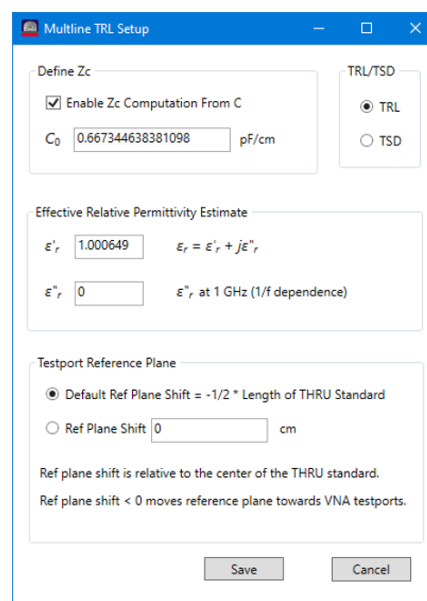 Multline TRL Setup
Define Zc
TRL/TSD
Enable Zc Computation From C
C₀ 0.667344638381098 pF/cm
TRL
TSD
Effective Relative Permittivity Estimate
ε'ᵣ 1.000649 εᵣ = ε'ᵣ + jε"ᵣ
ε"ᵣ 0 ε"ᵣ at 1 GHz (1/f dependence)
Testport Reference Plane
Default Ref Plane Shift = -1/2 * Length of THRU Standard
Ref Plane Shift 0 cm
Ref plane shift is relative to the center of the THRU standard.
Ref plane shift < 0 moves reference plane towards VNA testports.
Save Cancel